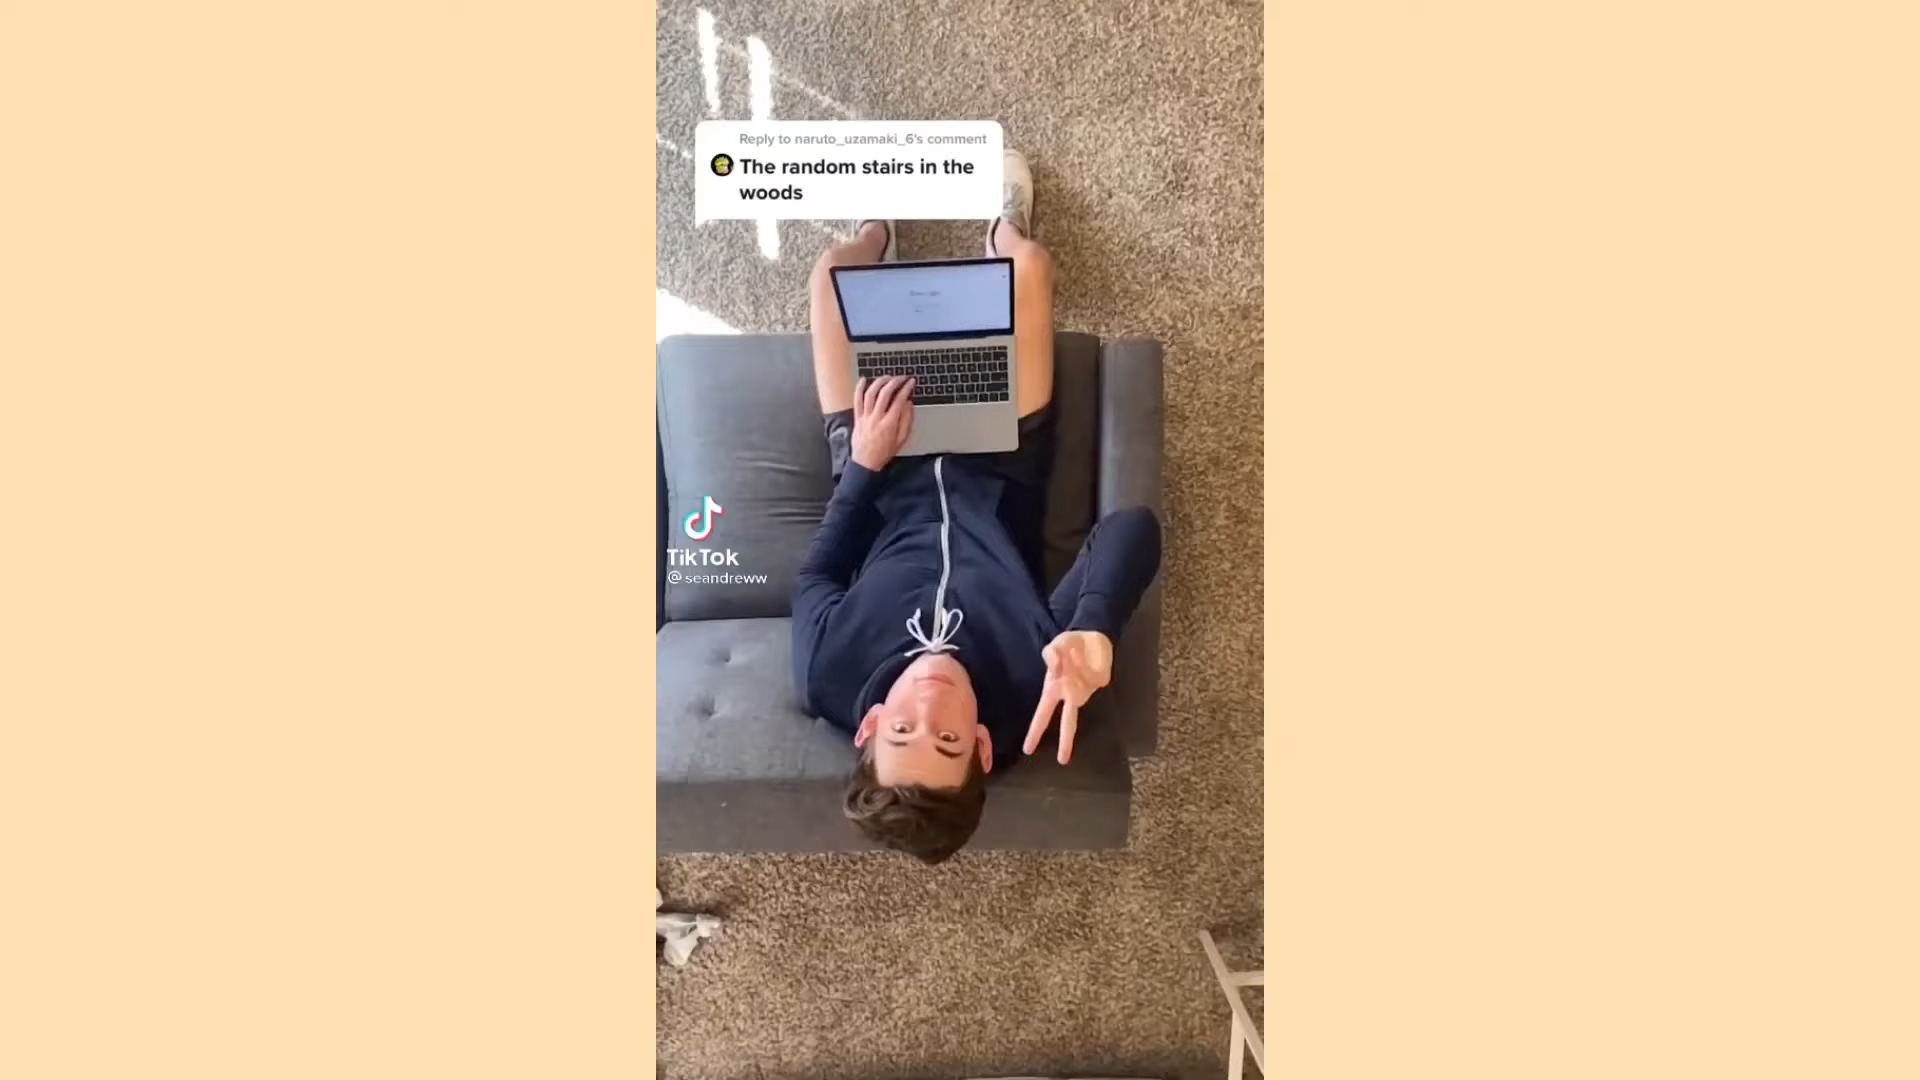 Reply to naruto_uzamaki_6's comment
The random stairs in the
woods
TikTok
@seandreww